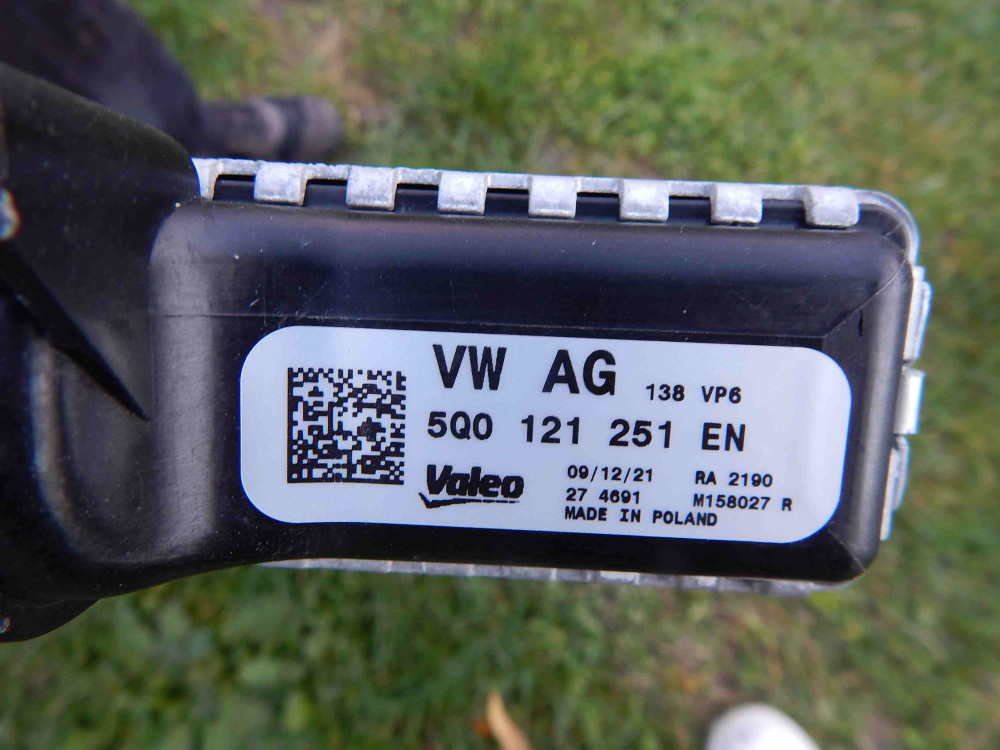 VW AG 138 VP6
5Q0 121 251 EN
Valeo 09/12/21 RA 2190
27 4691 M158027 R
MADE IN POLAND